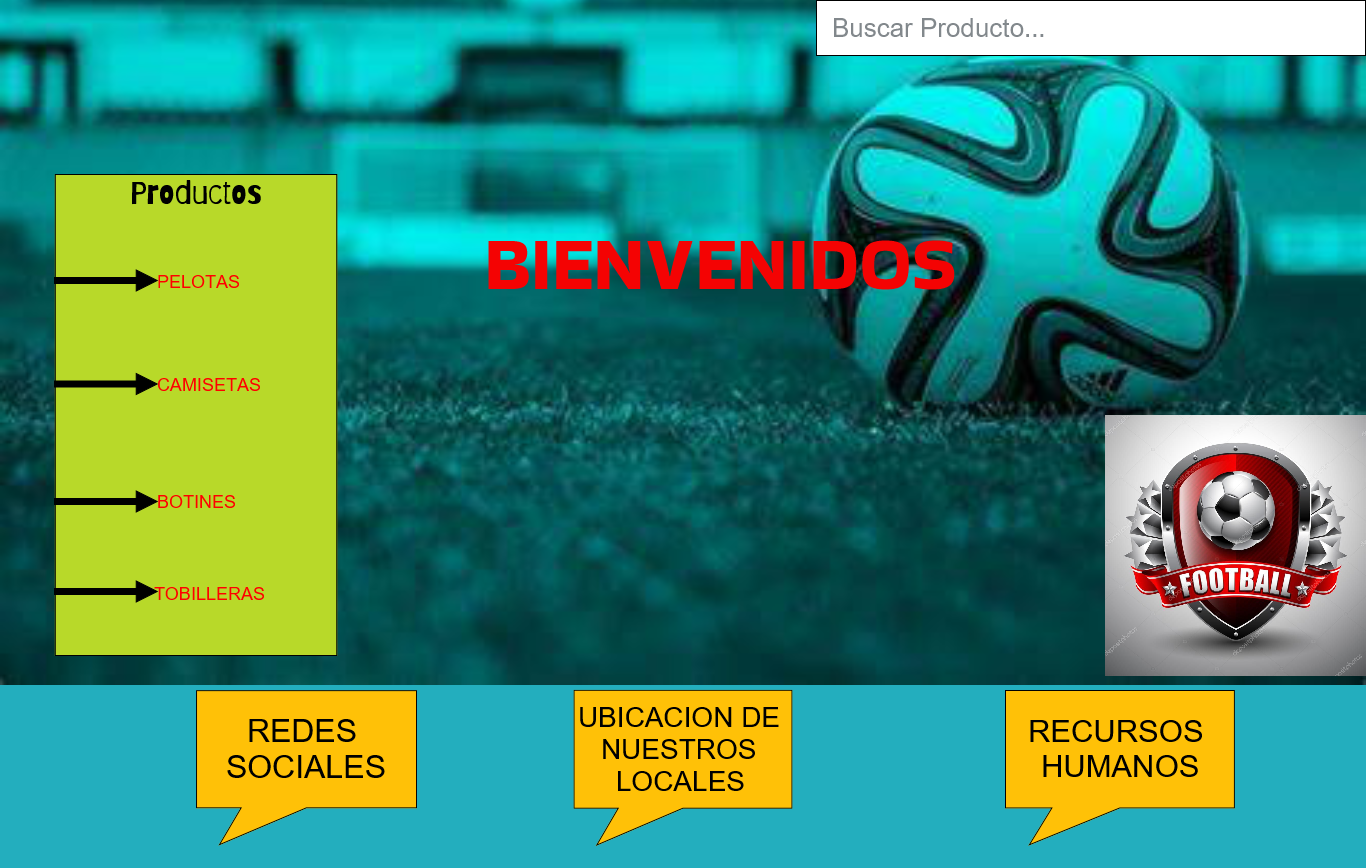 Buscar Producto...
Productos
BIENVENIDOS
PELOTAS
CAMISETAS
BOTINES
TOBILLERAS
FOOTBALL
REDES
SOCIALES
UBICACION DE
NUESTROS
LOCALES
RECURSOS
HUMANOS